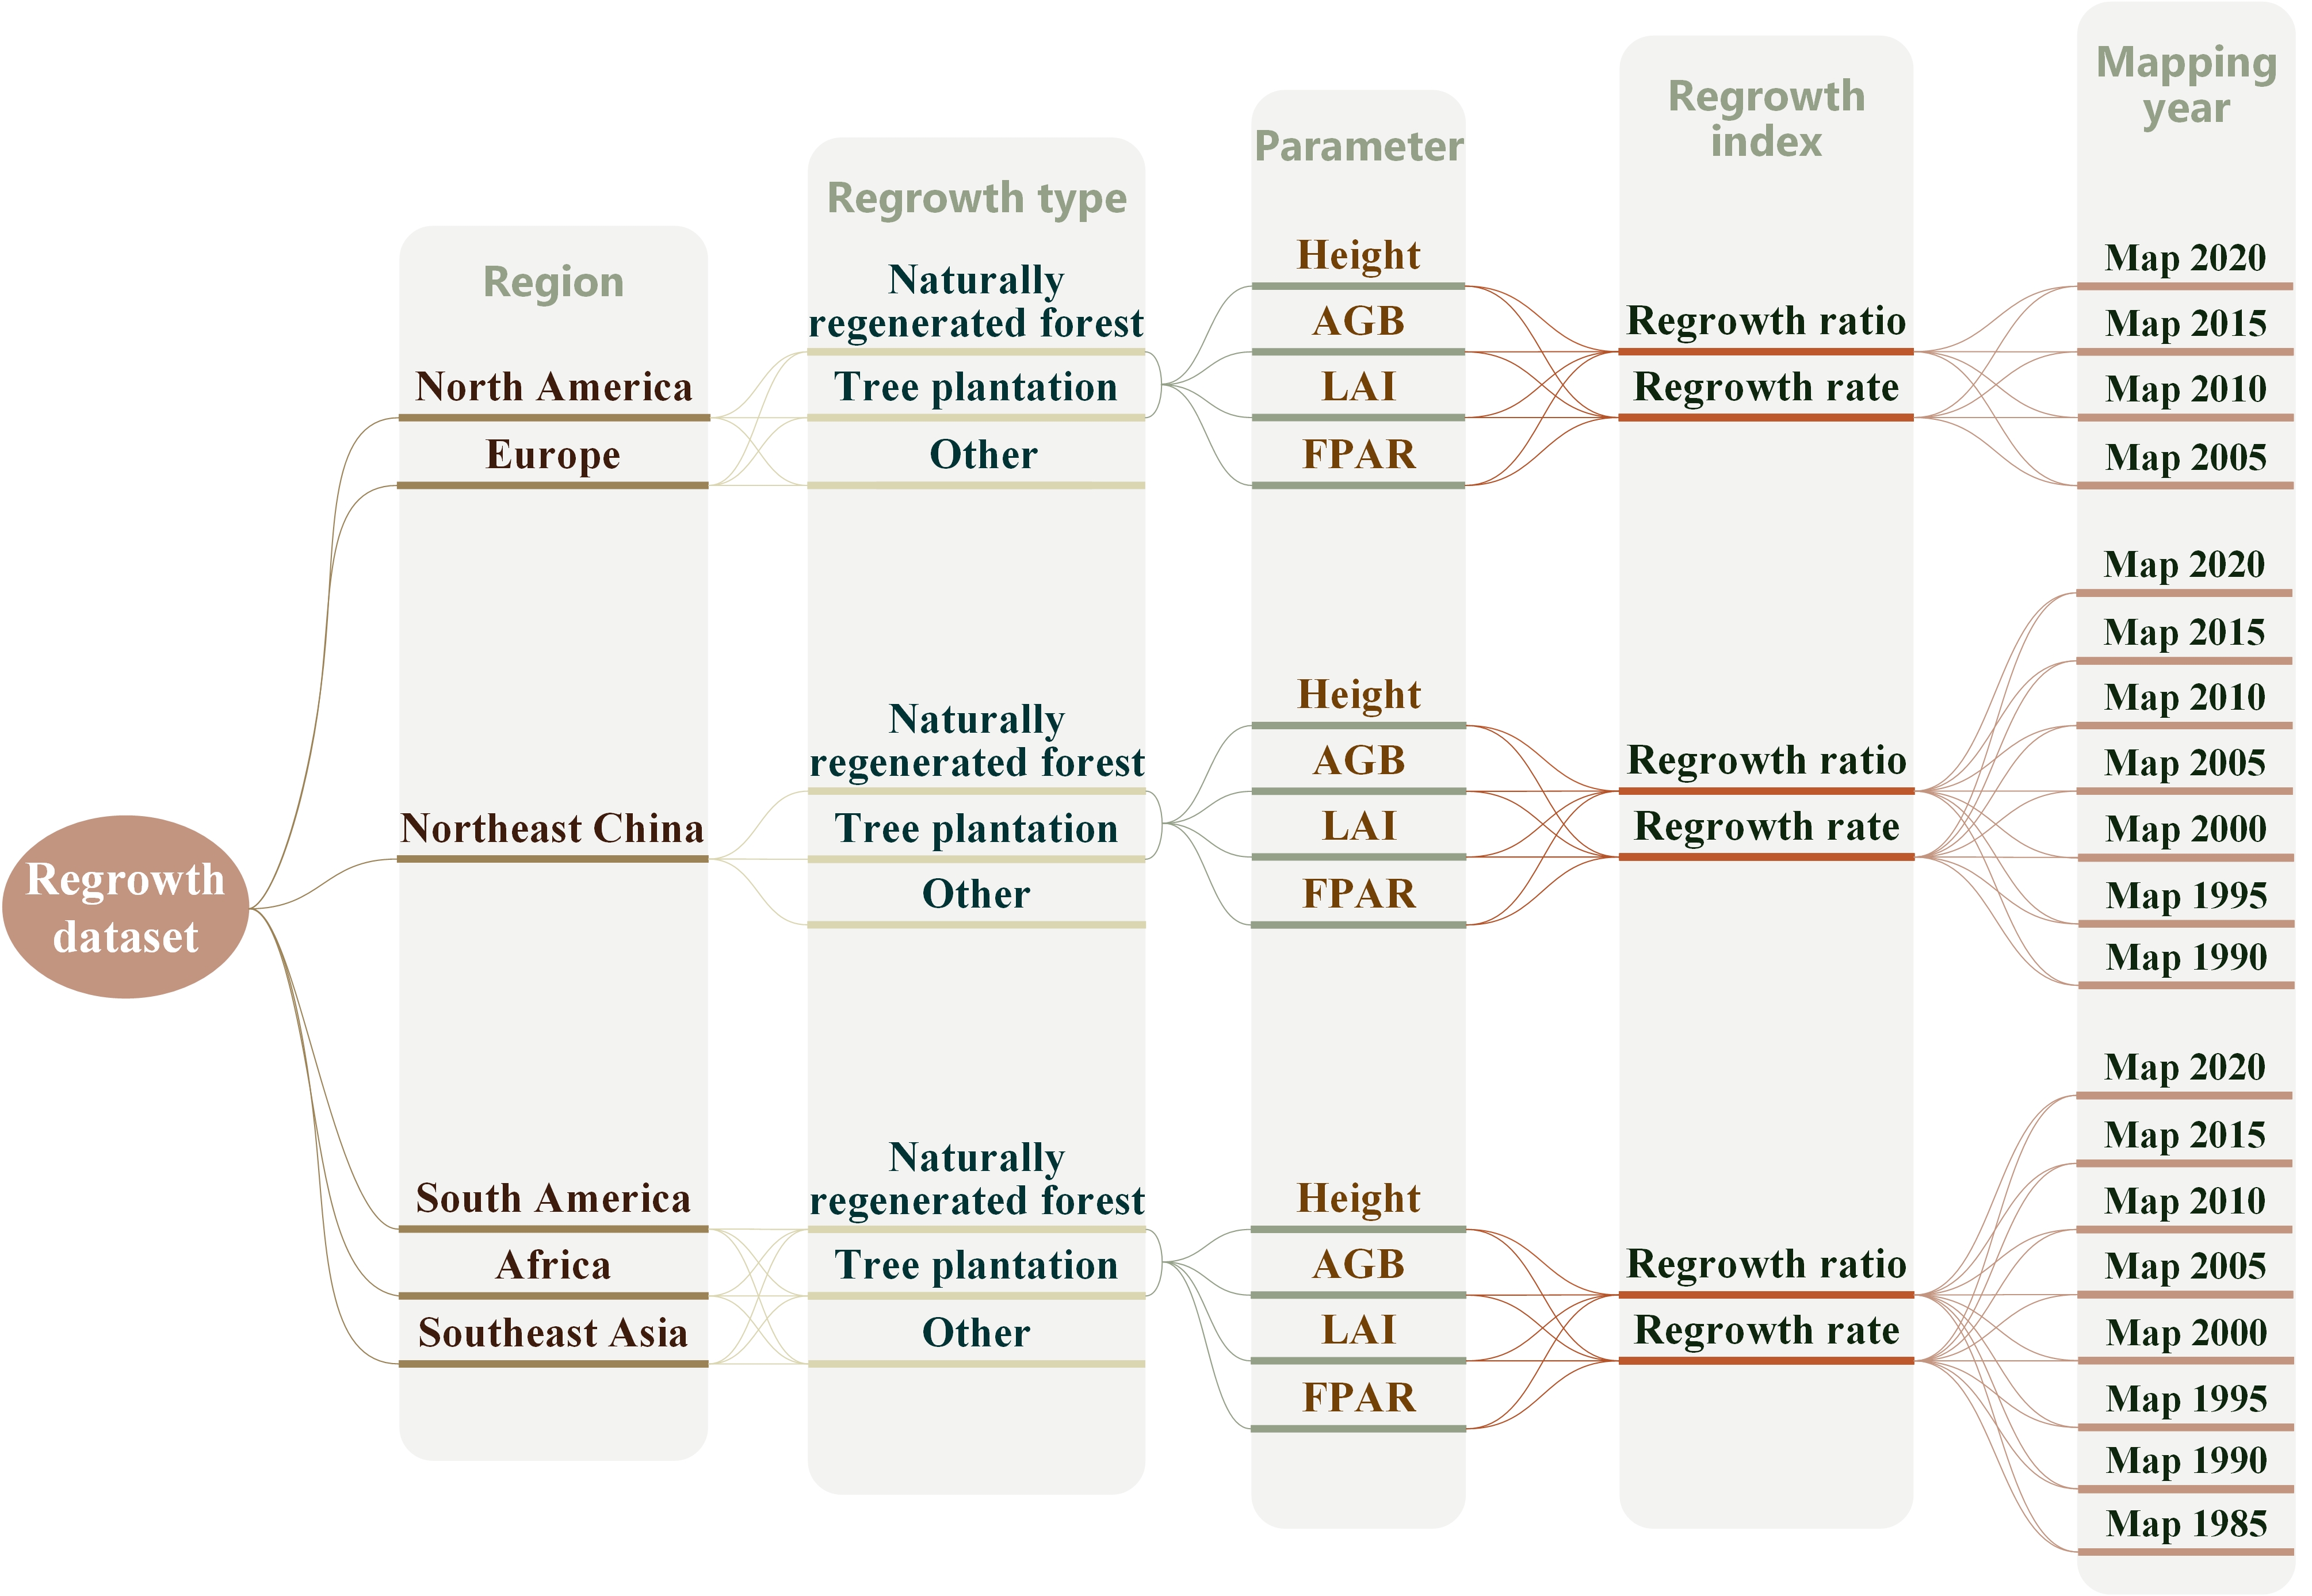 Regrowth
dataset
Region
North America
Europe
Northeast China
South America
Africa
Southeast Asia
Regrowth type
Naturally
regenerated forest
Tree plantation
Other
Naturally
regenerated forest
Tree plantation
Other
Naturally
regenerated forest
Tree plantation
Other
Parameter
Height
AGB
LAI
FPAR
Height
AGB
LAI
FPAR
Height
AGB
LAI
FPAR
Regrowth
index
Regrowth ratio
Regrowth rate
Regrowth ratio
Regrowth rate
Regrowth ratio
Regrowth rate
Mapping
year
Map 2020
Map 2015
Map 2010
Map 2005
Map 2020
Map 2015
Map 2010
Map 2005
Map 2000
Map 1995
Map 1990
Map 2020
Map 2015
Map 2010
Map 2005
Map 2000
Map 1995
Map 1990
Map 1985